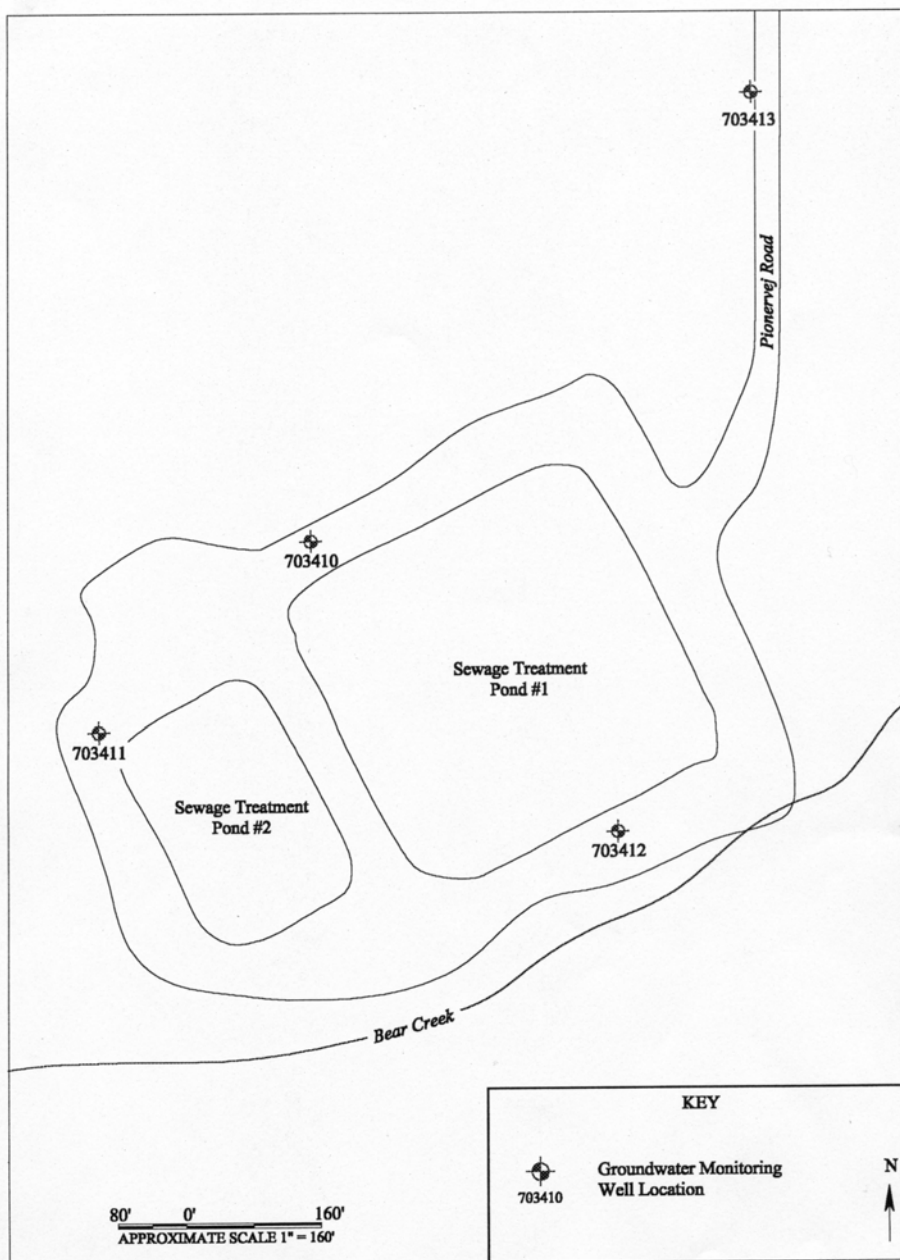 703413
Pionervej Road
703410
Sewage Treatment
Pond #1
703411
Sewage Treatment
Pond #2
703412
Bear Creek
KEY
703410
Groundwater Monitoring
Well Location
N
80' 0' 160'
APPROXIMATE SCALE 1" = 160'